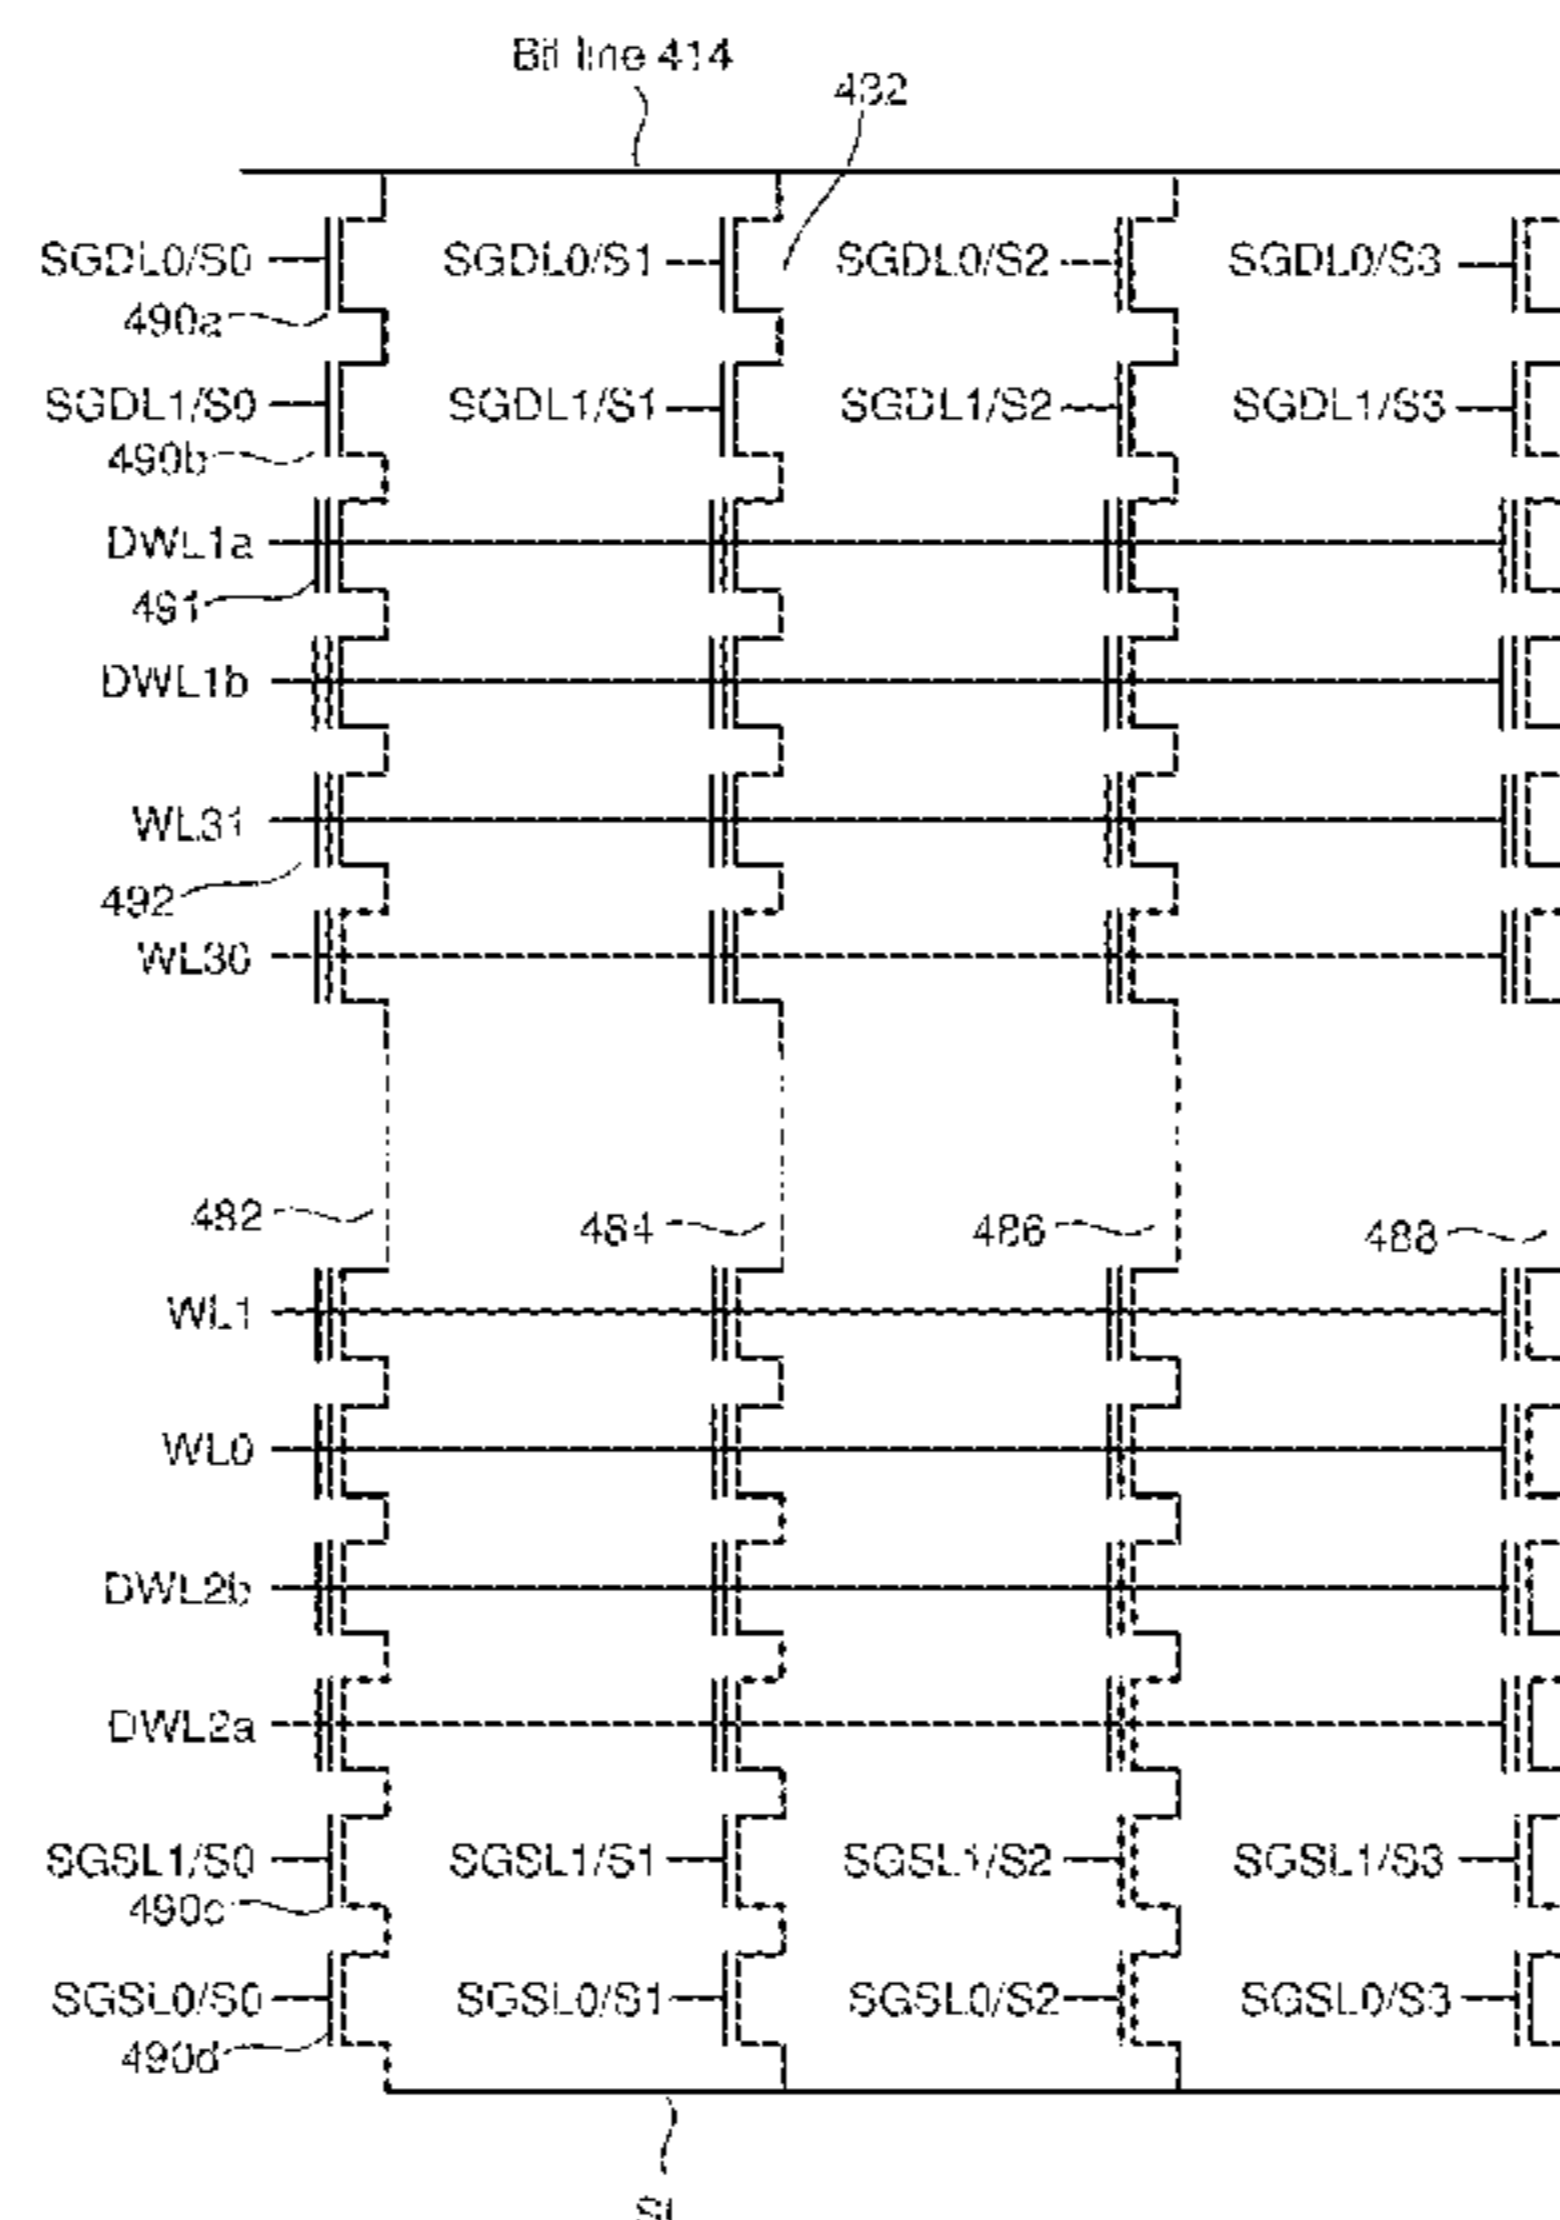 Bit line 414
432
SGDL0/S0 SGDL0/S1 SGDL0/S2 SGDL0/S3
490a
SGDL1/S0 SGDL1/S1 SGDL1/S2 SGDL1/S3
490b
DWL1a
491
DWL1b
WL31
492
WL30
482 484 486 488
WL1
WL0
DWL2b
DWL2a
SGSL1/S0 SGSL1/S1 SGSL1/S2 SGSL1/S3
490c
SGSL0/S0 SGSL0/S1 SGSL0/S2 SGSL0/S3
490d
SL